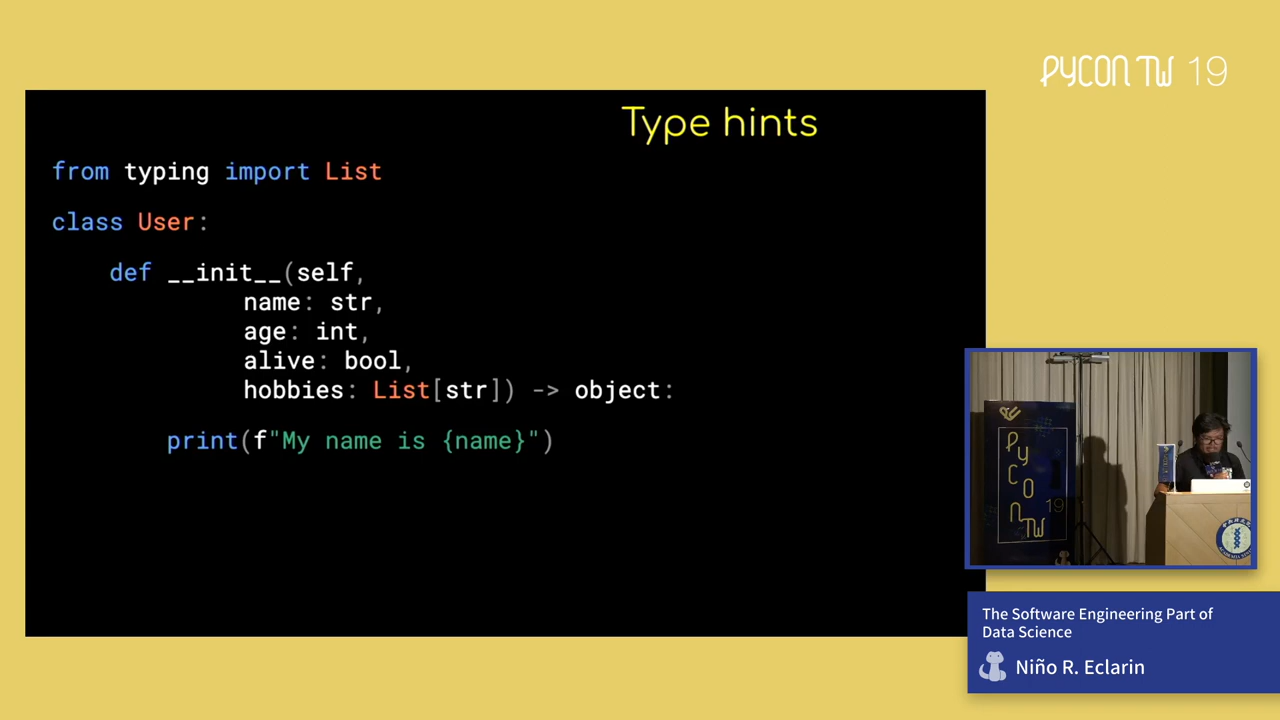 PYCON TW 19
Type hints
from typing import List
class User:
def __init__(self,
name: str,
age: int,
alive: bool,
hobbies: List[str]) -> object:
print(f"My name is {name}")
PyCONTW
19
The Software Engineering Part of
Data Science
Niño R. Eclarin